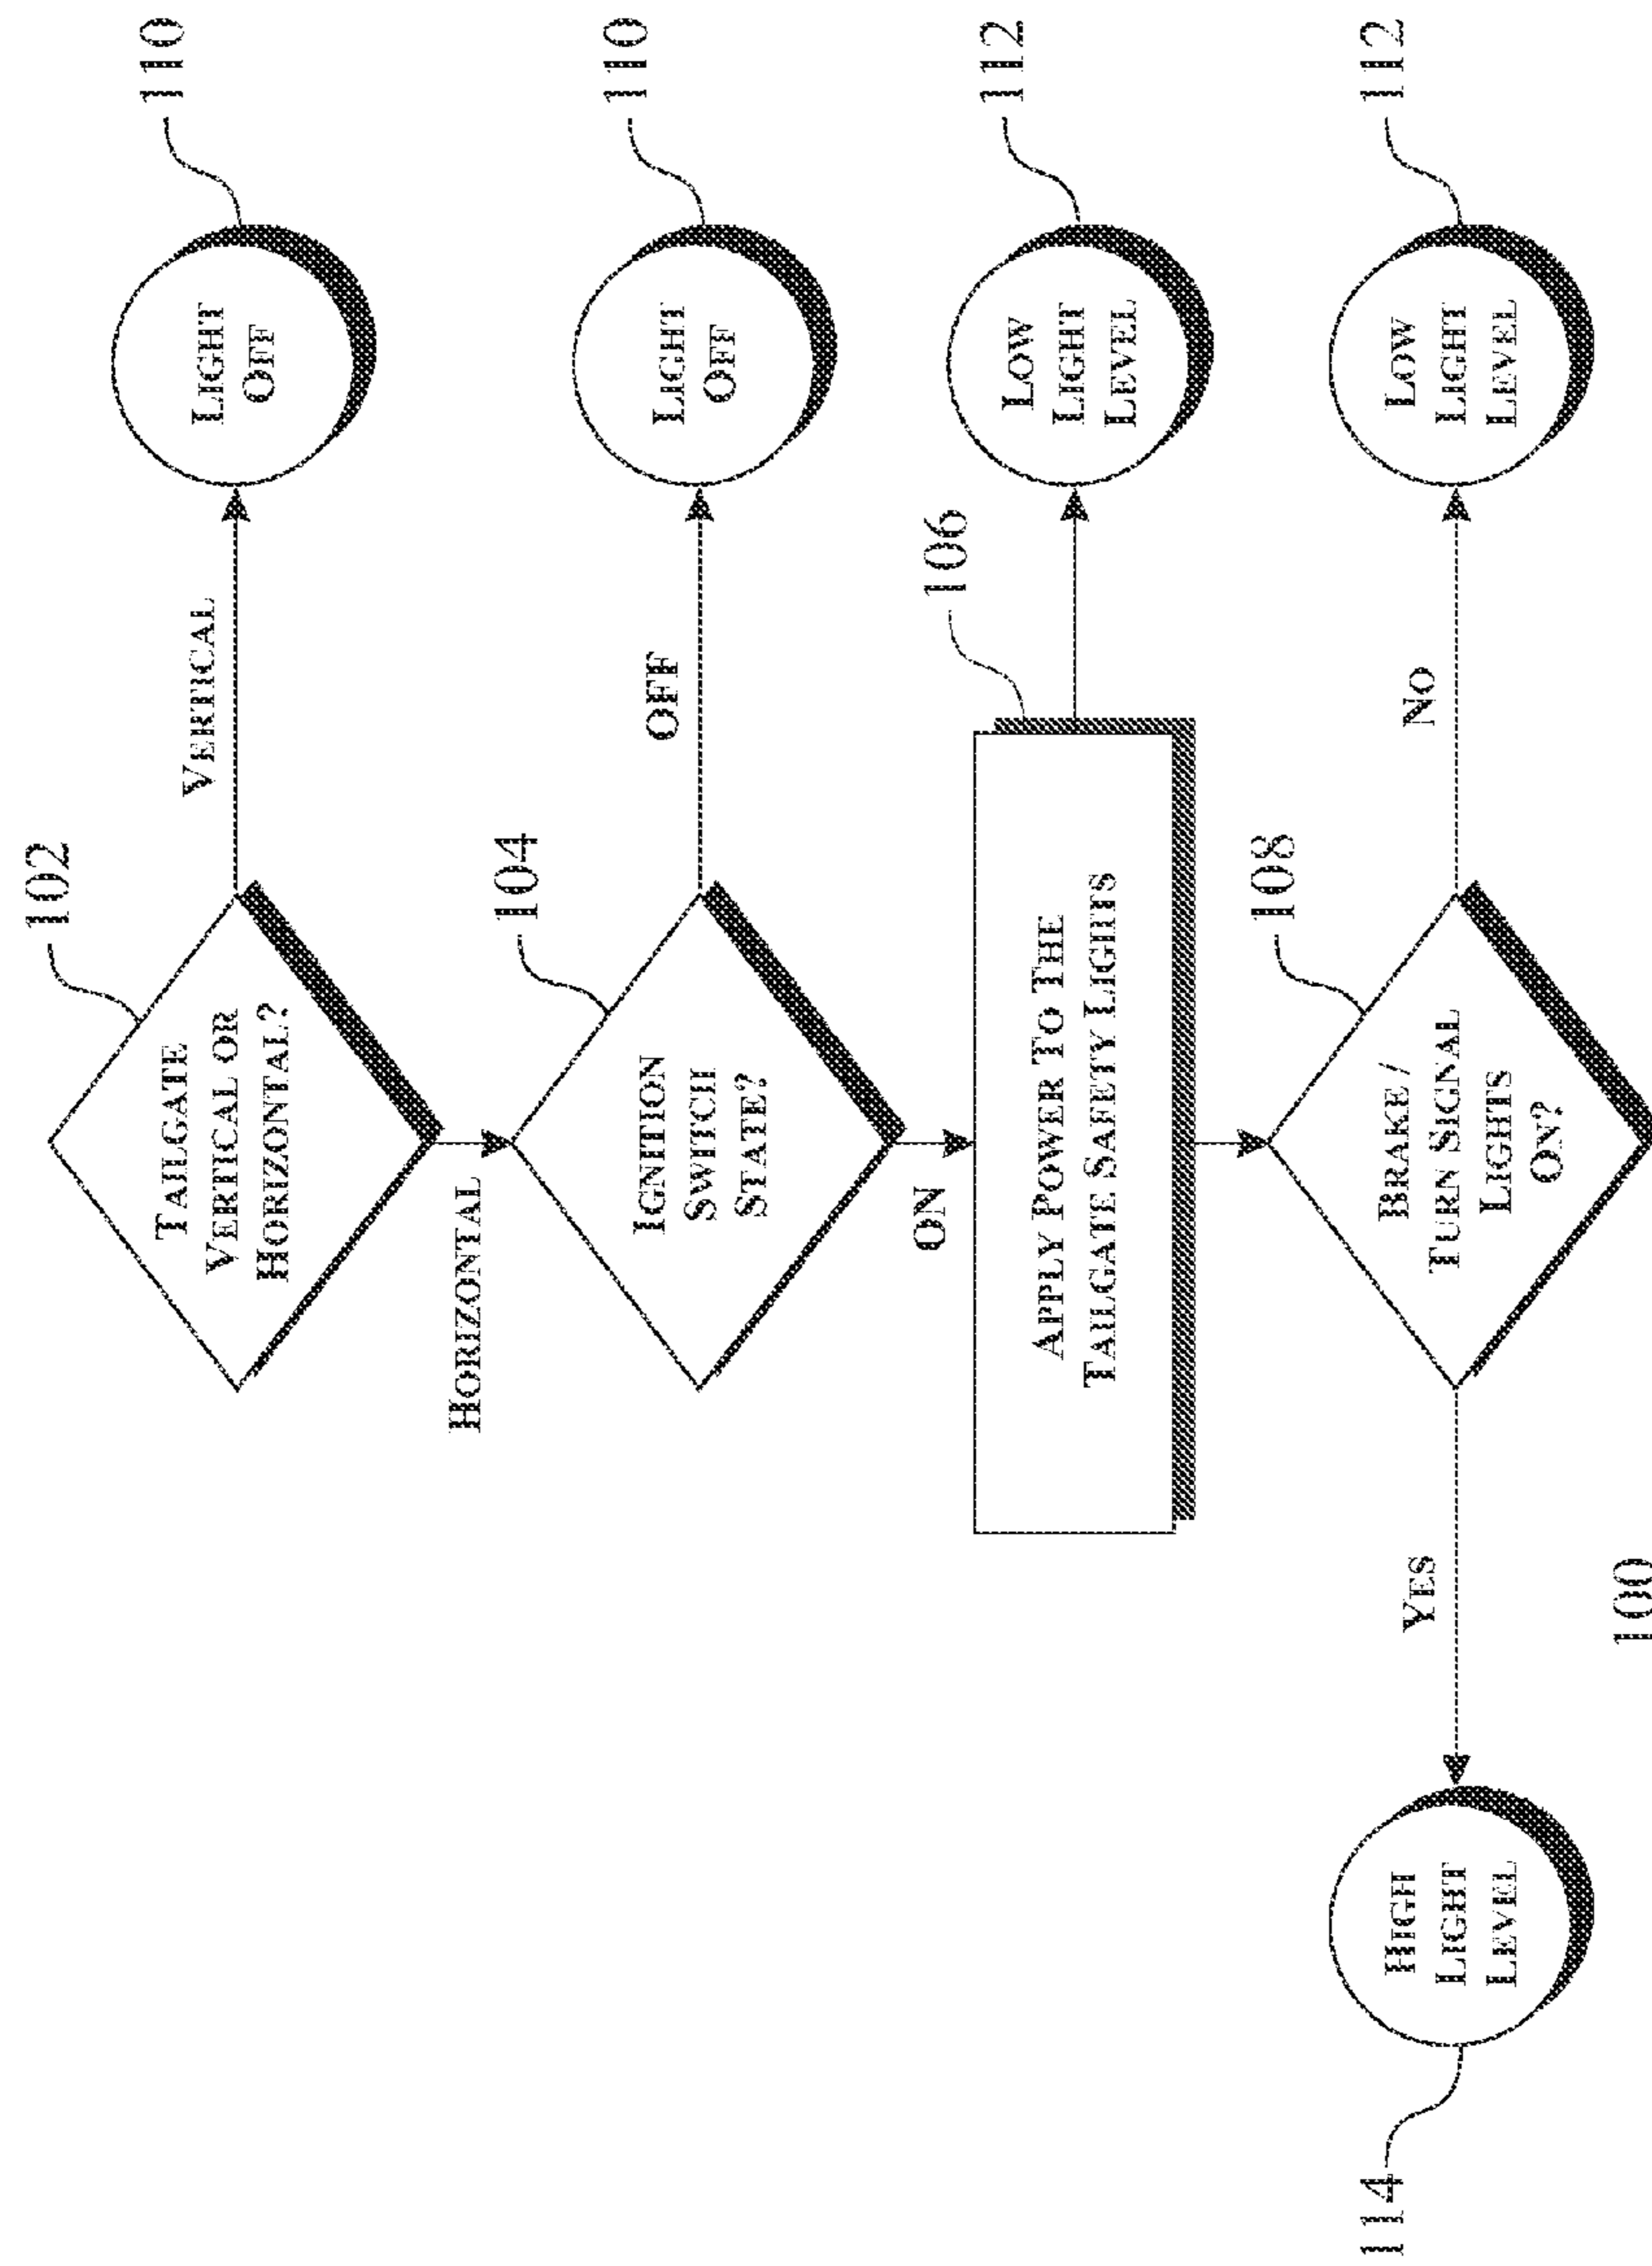 102
TAILGATE
VERTICAL OR
HORIZONTAL?
VERTICAL
LIGHT
OFF
110
HORIZONTAL
104
IGNITION
SWITCH
STATE?
OFF
LIGHT
OFF
110
ON
106
APPLY POWER TO THE
TAILGATE SAFETY LIGHTS
LOW
LIGHT
LEVEL
112
108
BRAKE /
TURN SIGNAL
LIGHTS
ON?
NO
LOW
LIGHT
LEVEL
112
YES
HIGH
LIGHT
LEVEL
114
100